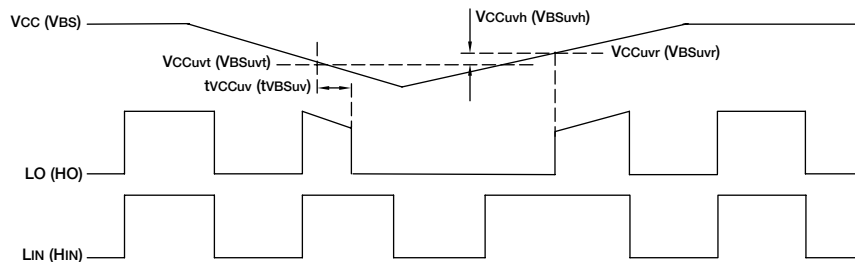 VCCuvh (VBSuvh)
VCC (VBS)
VCCuvt (VBSuvt)
VCCuvr (VBSuvr)
tVCCuv (tVBSuv)
LO (HO)
LIN (HIN)